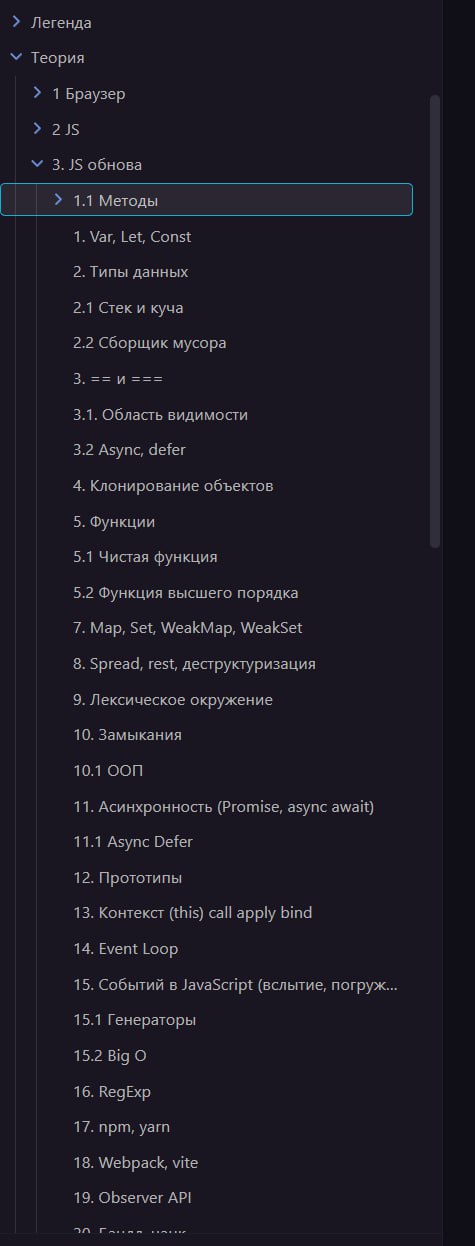 Легенда
Теория
1 Браузер
2 JS
3. JS обнова
1.1 Методы
1. Var, Let, Const
2. Типы данных
2.1 Стек и куча
2.2 Сборщик мусора
3. == и ===
3.1. Область видимости
3.2 Async, defer
4. Клонирование объектов
5. Функции
5.1 Чистая функция
5.2 Функция высшего порядка
7. Map, Set, WeakMap, WeakSet
8. Spread, rest, деструктуризация
9. Лексическое окружение
10. Замыкания
10.1 ООП
11. Асинхронность (Promise, async await)
11.1 Async Defer
12. Прототипы
13. Контекст (this) call apply bind
14. Event Loop
15. Событий в JavaScript (вслытие, погруж...
15.1 Генераторы
15.2 Big O
16. RegExp
17. npm, yarn
18. Webpack, vite
19. Observer API
20.